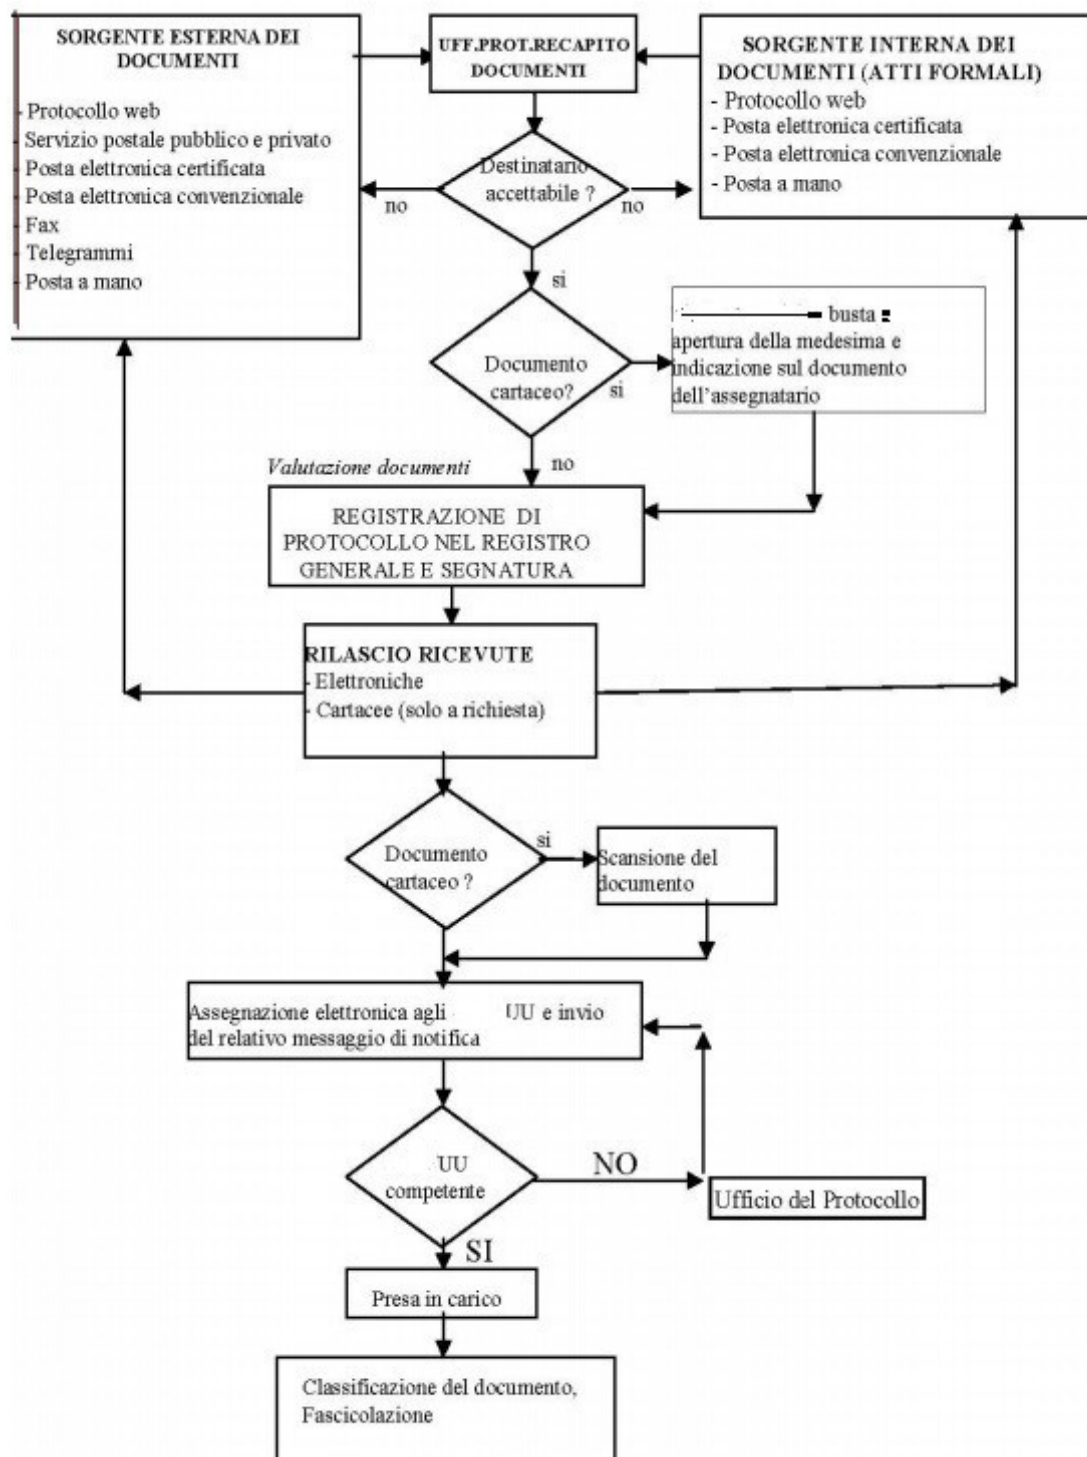 SORGENTE ESTERNA DEI
DOCUMENTI
- Protocollo web
- Servizio postale pubblico e privato
- Posta elettronica certificata
- Posta elettronica convenzionale
- Fax
- Telegrammi
- Posta a mano
UFF.PROT.RECAPITO
DOCUMENTI
SORGENTE INTERNA DEI
DOCUMENTI (ATTI FORMALI)
- Protocollo web
- Posta elettronica certificata
- Posta elettronica convenzionale
- Posta a mano
Destinatario
accettabile ?
no
no
si
busta
apertura della medesima e
indicazione sul documento
dell'assegnatario
Documento
cartaceo?
si
no
Valutazione documenti
REGISTRAZIONE DI
PROTOCOLLO NEL REGISTRO
GENERALE E SEGNATURA
RILASCIO RICEVUTE
- Elettroniche
- Cartacee (solo a richiesta)
Documento
cartaceo ?
si
Scansione del
documento
Assegnazione elettronica agli UU e invio
del relativo messaggio di notifica
UU
competente
NO
Ufficio del Protocollo
SI
Presa in carico
Classificazione del documento,
Fascicolazione